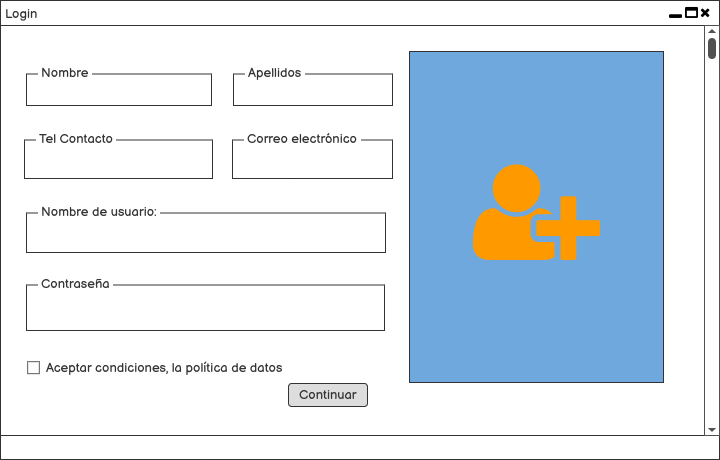 Login
Nombre
Apellidos
Tel Contacto
Correo electrónico
Nombre de usuario:
Contraseña
Aceptar condiciones, la política de datos
Continuar